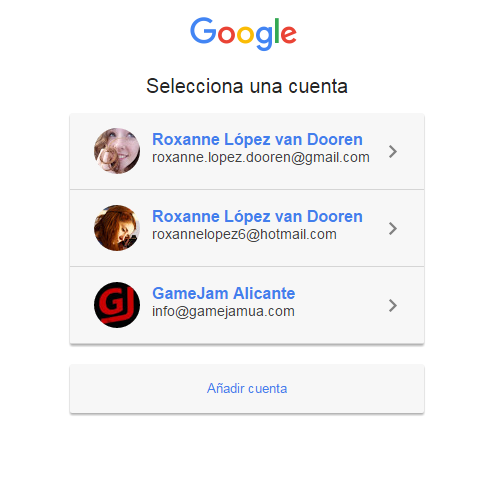 Google
Selecciona una cuenta
Roxanne López van Dooren
roxanne.lopez.dooren@gmail.com
Roxanne López van Dooren
roxannelopez6@hotmail.com
GJ
GameJam Alicante
info@gamejamua.com
Añadir cuenta